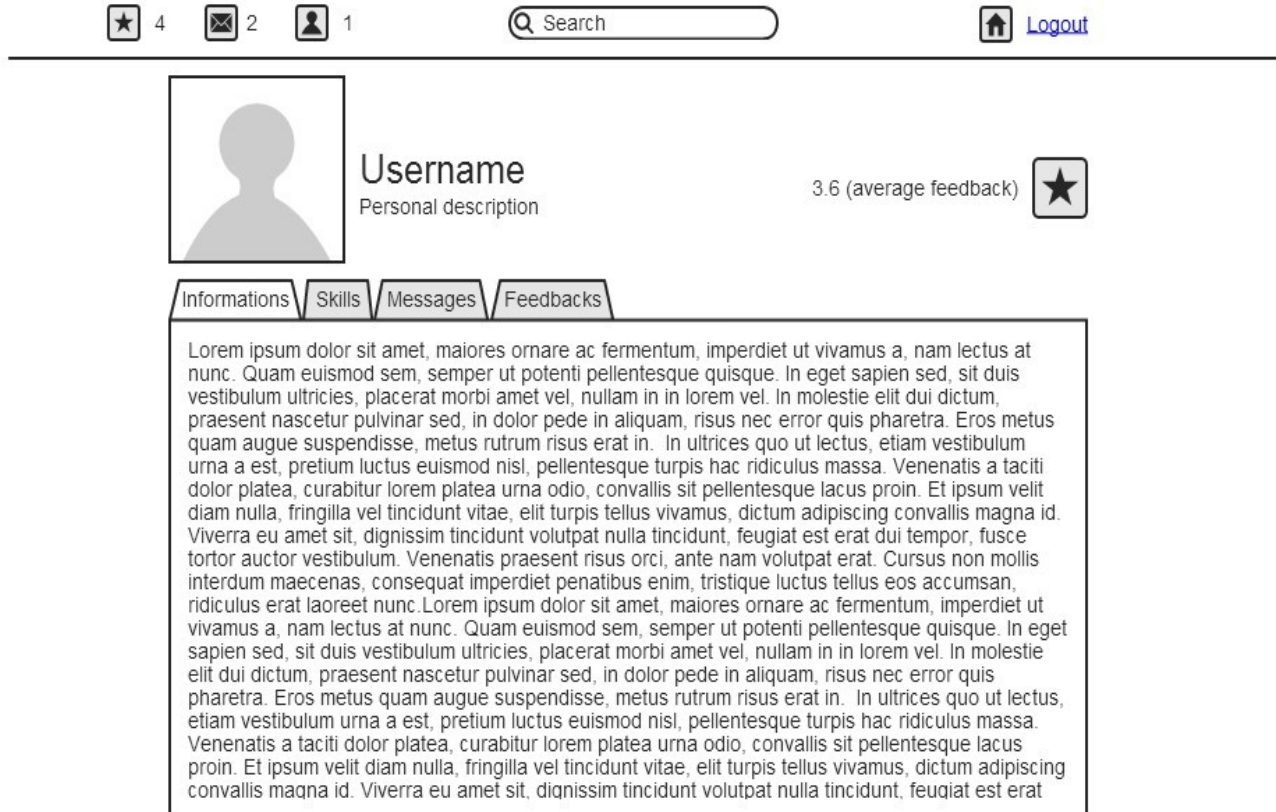 4 2 1 Search Logout
Username
Personal description
3.6 (average feedback)
Informations Skills Messages Feedbacks
Lorem ipsum dolor sit amet, maiores ornare ac fermentum, imperdiet ut vivamus a, nam lectus at
nunc. Quam euismod sem, semper ut potenti pellentesque quisque. In eget sapien sed, sit duis
vestibulum ultricies, placerat morbi amet vel, nullam in in lorem vel. In molestie elit dui dictum,
praesent nascetur pulvinar sed, in dolor pede in aliquam, risus nec error quis pharetra. Eros metus
quam augue suspendisse, metus rutrum risus erat in.  In ultrices quo ut lectus, etiam vestibulum
urna a est, pretium luctus euismod nisl, pellentesque turpis hac ridiculus massa. Venenatis a taciti
dolor platea, curabitur lorem platea urna odio, convallis sit pellentesque lacus proin. Et ipsum velit
diam nulla, fringilla vel tincidunt vitae, elit turpis tellus vivamus, dictum adipiscing convallis magna id.
Viverra eu amet sit, dignissim tincidunt volutpat nulla tincidunt, feugiat est erat dui tempor, fusce
tortor auctor vestibulum. Venenatis praesent risus orci, ante nam volutpat erat. Cursus non mollis
interdum maecenas, consequat imperdiet penatibus enim, tristique luctus tellus eos accumsan,
ridiculus erat laoreet nunc.Lorem ipsum dolor sit amet, maiores ornare ac fermentum, imperdiet ut
vivamus a, nam lectus at nunc. Quam euismod sem, semper ut potenti pellentesque quisque. In eget
sapien sed, sit duis vestibulum ultricies, placerat morbi amet vel, nullam in in lorem vel. In molestie
elit dui dictum, praesent nascetur pulvinar sed, in dolor pede in aliquam, risus nec error quis
pharetra. Eros metus quam augue suspendisse, metus rutrum risus erat in.  In ultrices quo ut lectus,
etiam vestibulum urna a est, pretium luctus euismod nisl, pellentesque turpis hac ridiculus massa.
Venenatis a taciti dolor platea, curabitur lorem platea urna odio, convallis sit pellentesque lacus
proin. Et ipsum velit diam nulla, fringilla vel tincidunt vitae, elit turpis tellus vivamus, dictum adipiscing
convallis magna id. Viverra eu amet sit, dignissim tincidunt volutpat nulla tincidunt, feugiat est erat